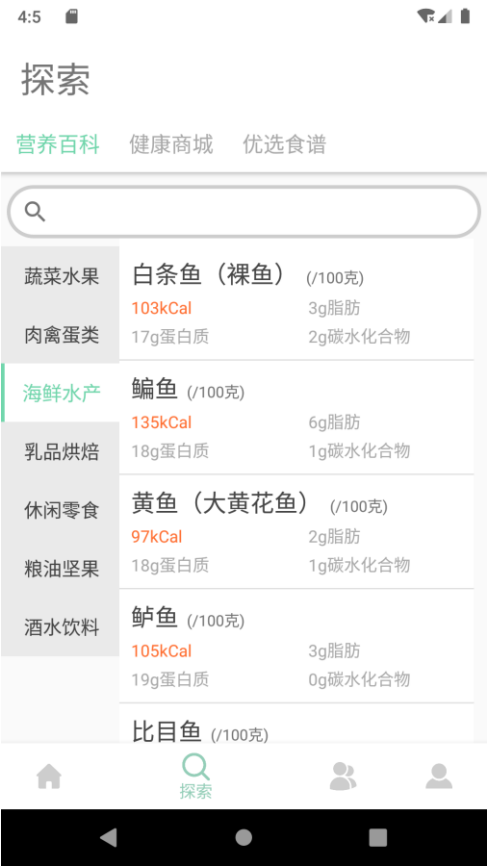 4:5
探索
营养百科 健康商城 优选食谱
蔬菜水果
肉禽蛋类
海鲜水产
乳品烘焙
休闲零食
粮油坚果
酒水饮料
白条鱼（裸鱼） (/100克)
103kCal 3g脂肪
17g蛋白质 2g碳水化合物
鳊鱼 (/100克)
135kCal 6g脂肪
18g蛋白质 1g碳水化合物
黄鱼（大黄花鱼） (/100克)
97kCal 2g脂肪
18g蛋白质 1g碳水化合物
鲈鱼 (/100克)
105kCal 3g脂肪
19g蛋白质 0g碳水化合物
比目鱼 (/100克)
探索